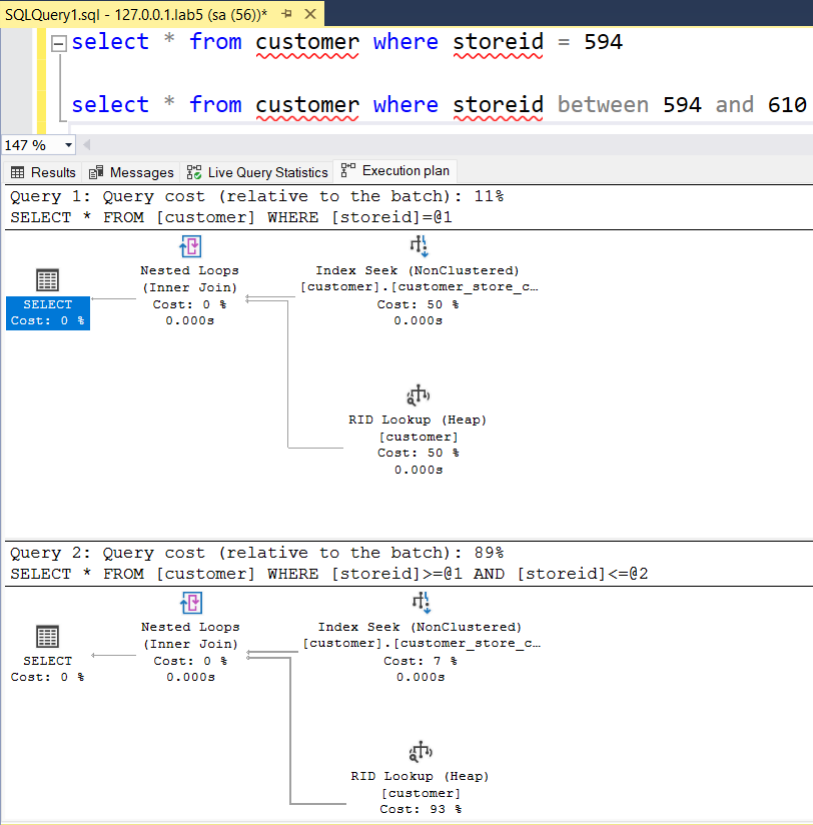 SQLQuery1.sql - 127.0.0.1.lab5 (sa (56))*
select * from customer where storeid = 594
select * from customer where storeid between 594 and 610
147 %
Results Messages Live Query Statistics Execution plan
Query 1: Query cost (relative to the batch): 11%
SELECT * FROM [customer] WHERE [storeid]=@1
SELECT
Cost: 0 %
Nested Loops
(Inner Join)
Cost: 0 %
0.000s
Index Seek (NonClustered)
[customer].[customer_store_c…
Cost: 50 %
0.000s
RID Lookup (Heap)
[customer]
Cost: 50 %
0.000s
Query 2: Query cost (relative to the batch): 89%
SELECT * FROM [customer] WHERE [storeid]>=@1 AND [storeid]<=@2
SELECT
Cost: 0 %
Nested Loops
(Inner Join)
Cost: 0 %
0.000s
Index Seek (NonClustered)
[customer].[customer_store_c…
Cost: 7 %
0.000s
RID Lookup (Heap)
[customer]
Cost: 93 %